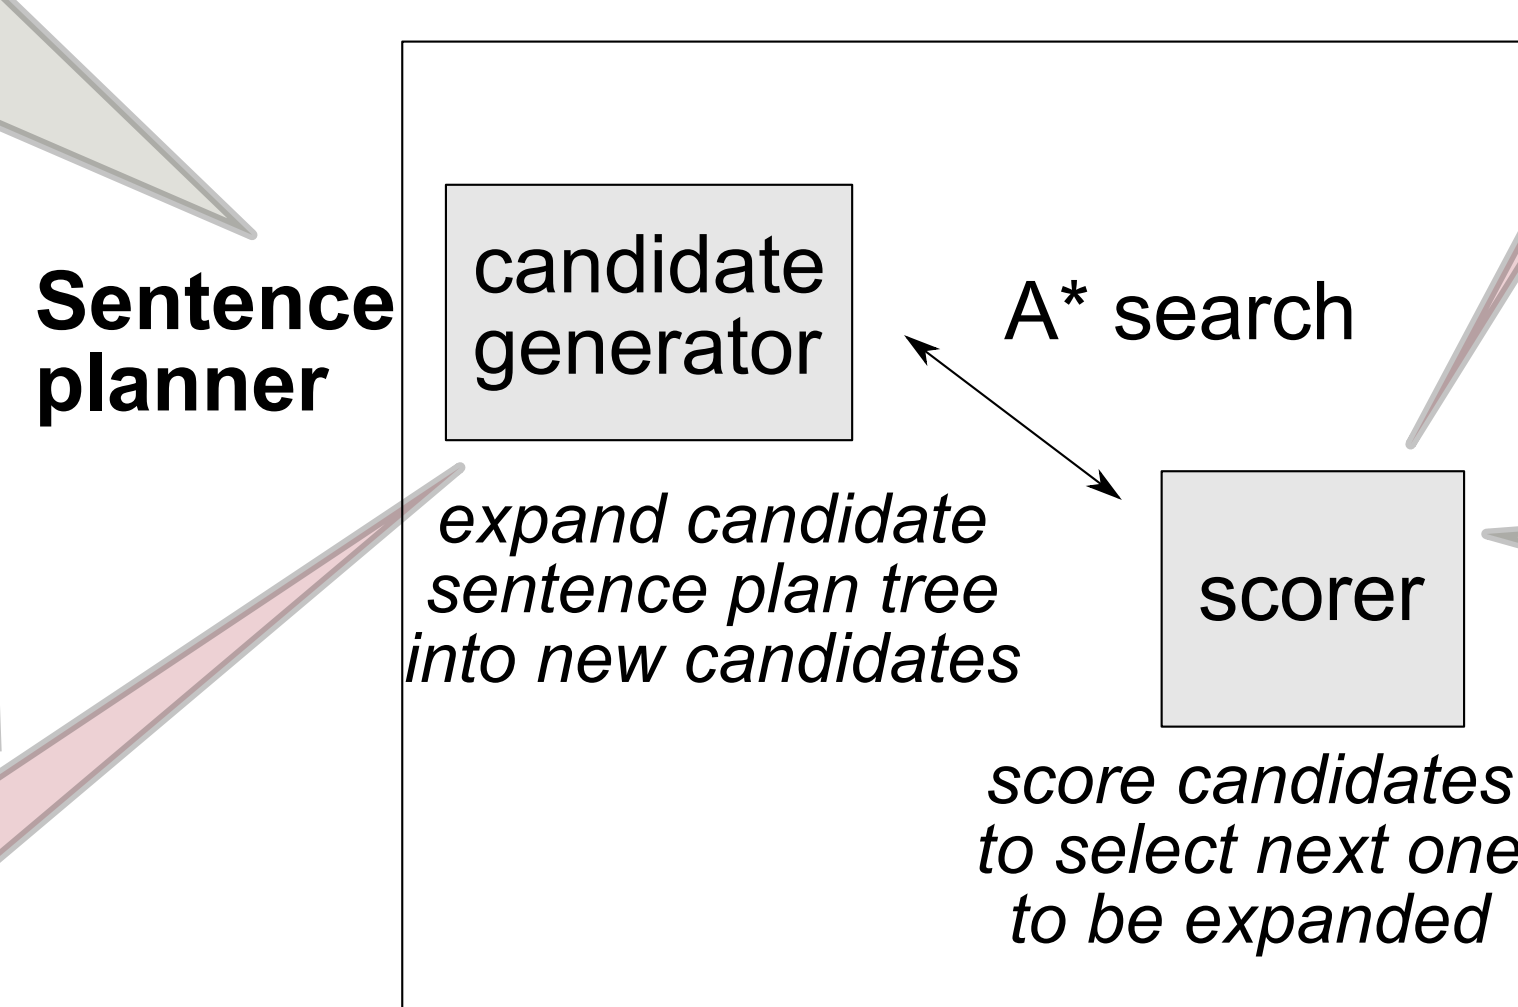 Sentence
planner
candidate
generator
A* search
expand candidate
sentence plan tree
into new candidates
scorer
score candidates
to select next one
to be expanded